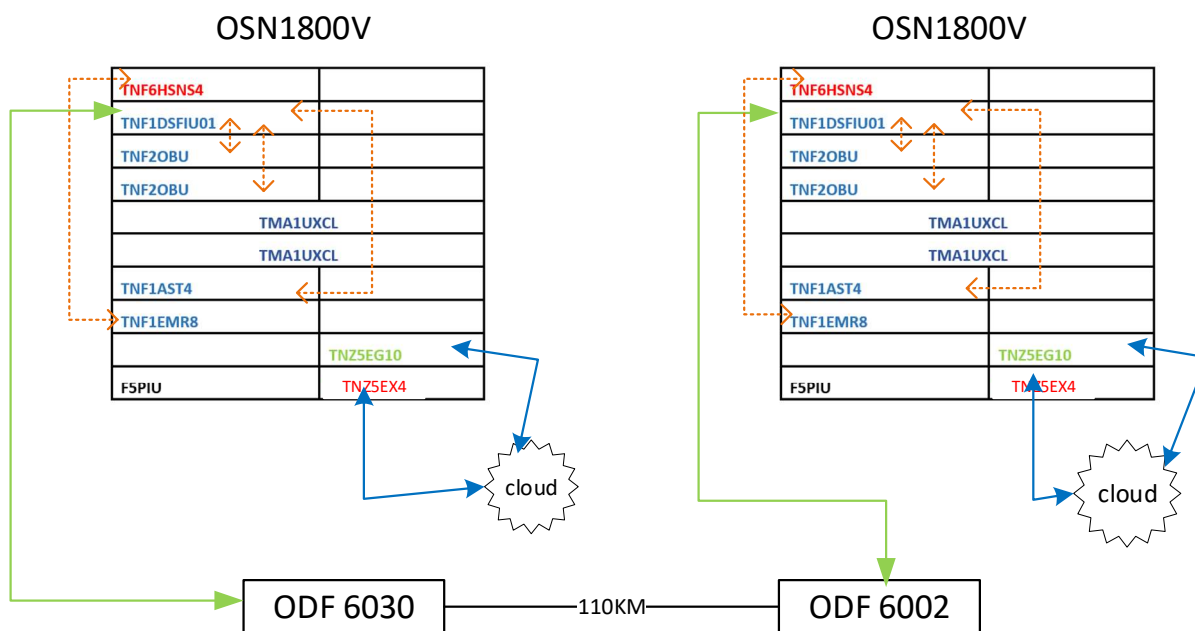 OSN1800V
TNF6HSNS4
TNF1DSFIU01
TNF2OBU
TNF2OBU
TMA1UXCL
TMA1UXCL
TNF1AST4
TNF1EMR8
TNZ5EG10
F5PIU TNZ5EX4
cloud
ODF 6030
110KM
OSN1800V
TNF6HSNS4
TNF1DSFIU01
TNF2OBU
TNF2OBU
TMA1UXCL
TMA1UXCL
TNF1AST4
TNF1EMR8
TNZ5EG10
F5PIU TNZ5EX4
cloud
ODF 6002